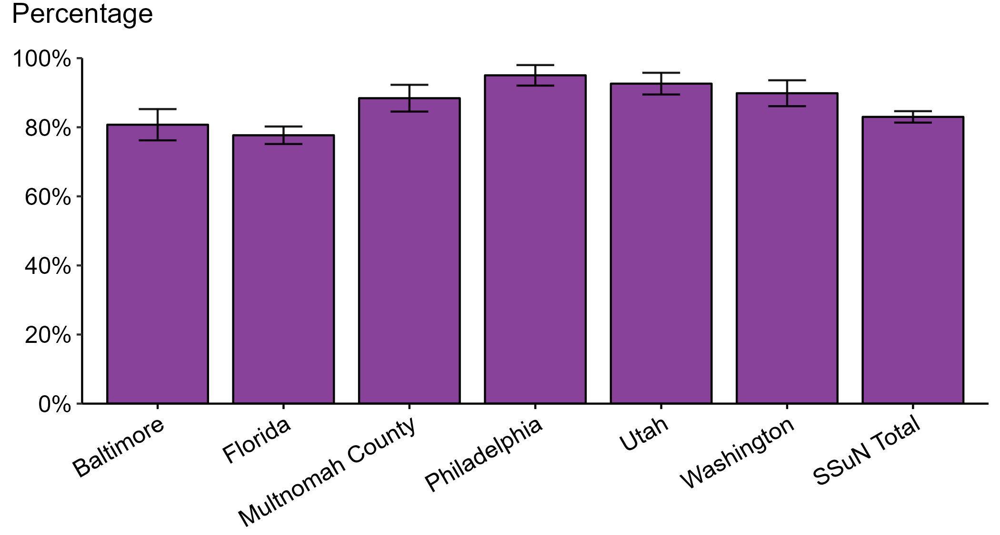 Percentage
100%
80%
60%
40%
20%
0%
Baltimore
Florida
Multnomah County
Philadelphia
Utah
Washington
SSuN Total